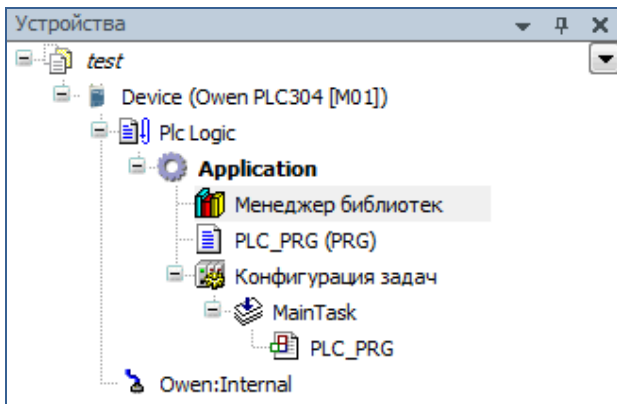 Устройства
test
Device (Owen PLC304 [M01])
Plc Logic
Application
Менеджер библиотек
PLC_PRG (PRG)
Конфигурация задач
MainTask
PLC_PRG
Owen:Internal